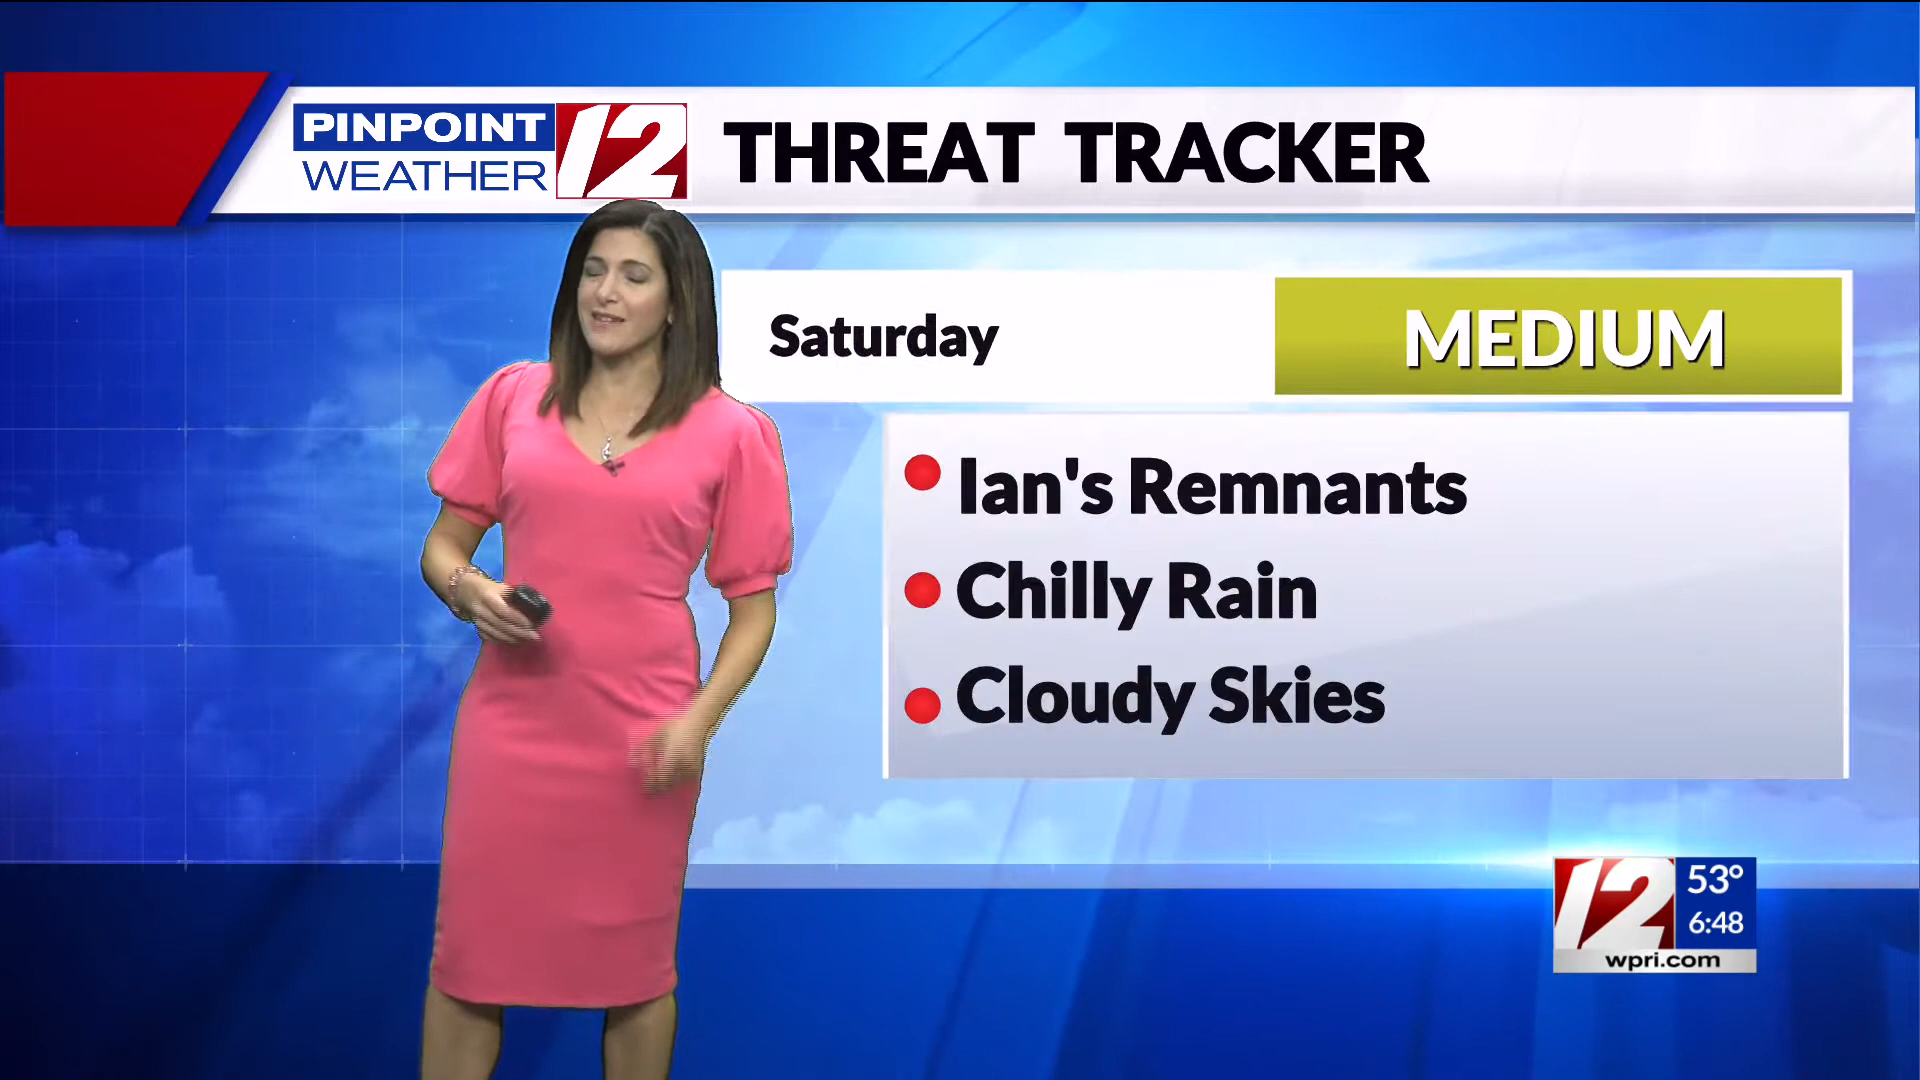 PINPOINT
WEATHER 12 THREAT TRACKER
Saturday MEDIUM
Ian's Remnants
Chilly Rain
Cloudy Skies
12 53°
6:48
wpri.com